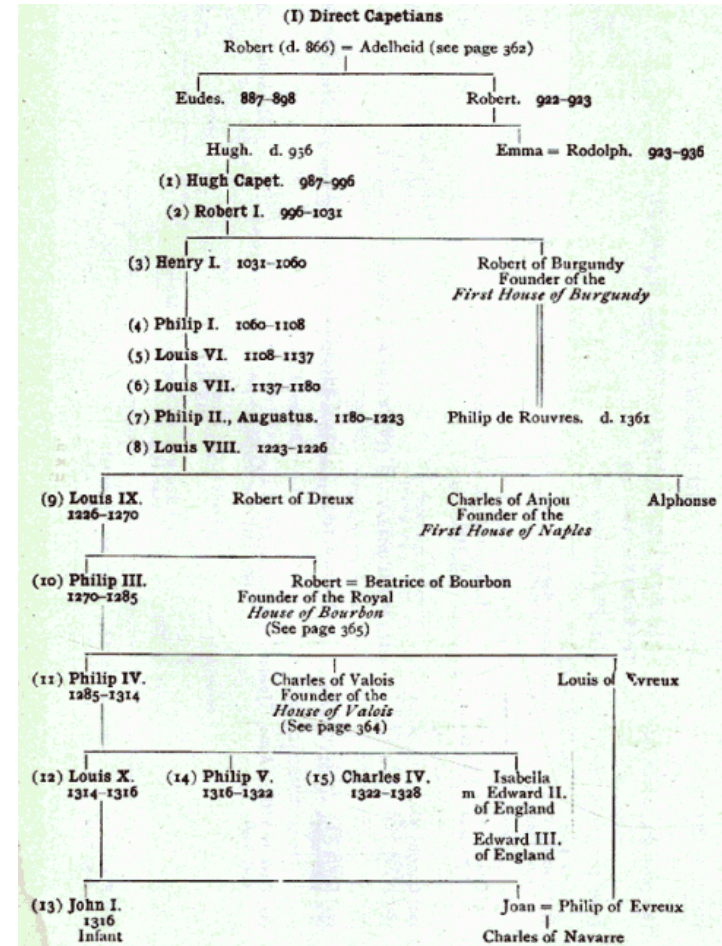 (I) Direct Capetians
Robert (d. 866) = Adelheid (see page 362)
Eudes. 887–898 Robert. 922–923
Hugh. d. 956 Emma = Rodolph. 923–936
(1) Hugh Capet. 987–996
(2) Robert I. 996–1031
(3) Henry I. 1031–1060 Robert of Burgundy
Founder of the
First House of Burgundy
(4) Philip I. 1060–1108
(5) Louis VI. 1108–1137
(6) Louis VII. 1137–1180
(7) Philip II., Augustus. 1180–1223 Philip de Rouvres. d. 1361
(8) Louis VIII. 1223–1226
(9) Louis IX. Robert of Dreux Charles of Anjou Alphonse
1226–1270 Founder of the
First House of Naples
(10) Philip III. Robert = Beatrice of Bourbon
1270–1285 Founder of the Royal
House of Bourbon
(See page 365)
(11) Philip IV. Charles of Valois Louis of Evreux
1285–1314 Founder of the
House of Valois
(See page 364)
(12) Louis X. (14) Philip V. (15) Charles IV. Isabella
1314–1316 1316–1322 1322–1328 m Edward II.
of England
Edward III.
of England
(13) John I. Joan = Philip of Evreux
1316
Infant Charles of Navarre